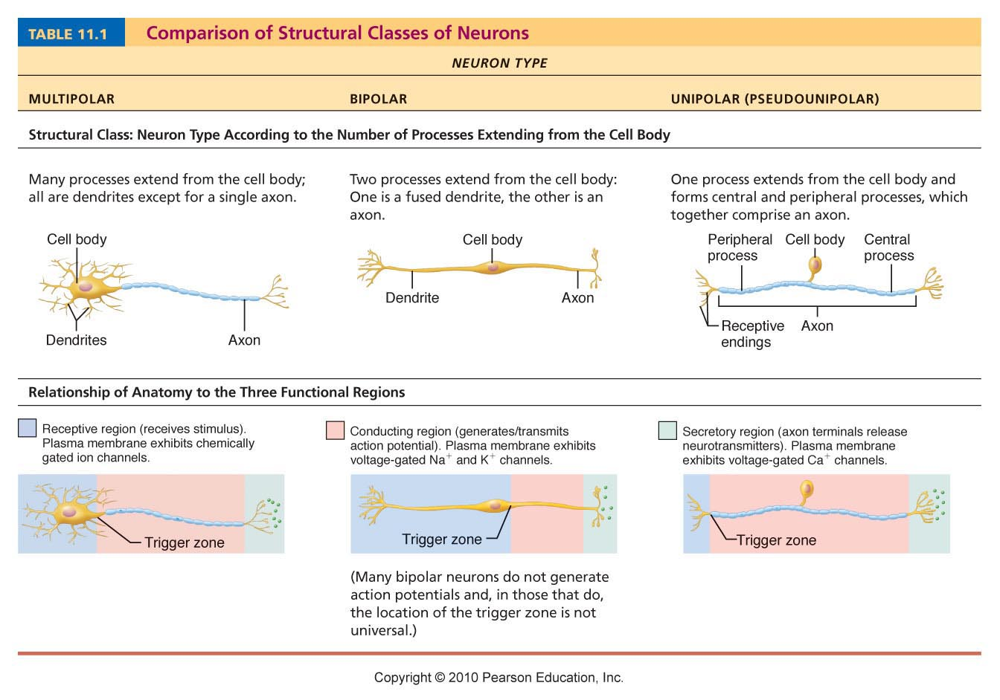 TABLE 11.1 Comparison of Structural Classes of Neurons
NEURON TYPE
MULTIPOLAR BIPOLAR UNIPOLAR (PSEUDOUNIPOLAR)
Structural Class: Neuron Type According to the Number of Processes Extending from the Cell Body
Many processes extend from the cell body;
all are dendrites except for a single axon.
Cell body
Dendrites
Axon
Two processes extend from the cell body:
One is a fused dendrite, the other is an
axon.
Cell body
Dendrite
Axon
One process extends from the cell body and
forms central and peripheral processes, which
together comprise an axon.
Peripheral
process
Cell body
Central
process
Receptive
endings
Axon
Relationship of Anatomy to the Three Functional Regions
Receptive region (receives stimulus).
Plasma membrane exhibits chemically
gated ion channels.
Trigger zone
Conducting region (generates/transmits
action potential). Plasma membrane exhibits
voltage-gated Na⁺ and K⁺ channels.
Trigger zone
(Many bipolar neurons do not generate
action potentials and, in those that do,
the location of the trigger zone is not
universal.)
Secretory region (axon terminals release
neurotransmitters). Plasma membrane
exhibits voltage-gated Ca⁺ channels.
Trigger zone
Copyright © 2010 Pearson Education, Inc.